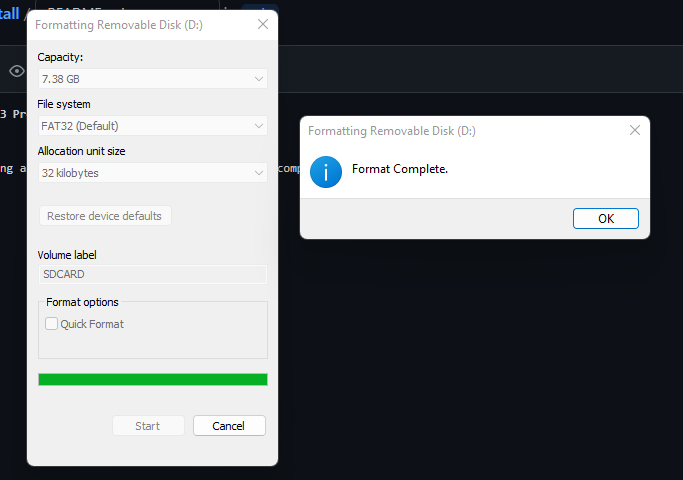 tall /
README
Formatting Removable Disk (D:)
Capacity:
7.38 GB
File system
3 Pr
FAT32 (Default)
Allocation unit size
ng a
32 kilobytes
comp
Restore device defaults
Volume label
SDCARD
Format options
Quick Format
Start
Cancel
Formatting Removable Disk (D:)
Format Complete.
OK